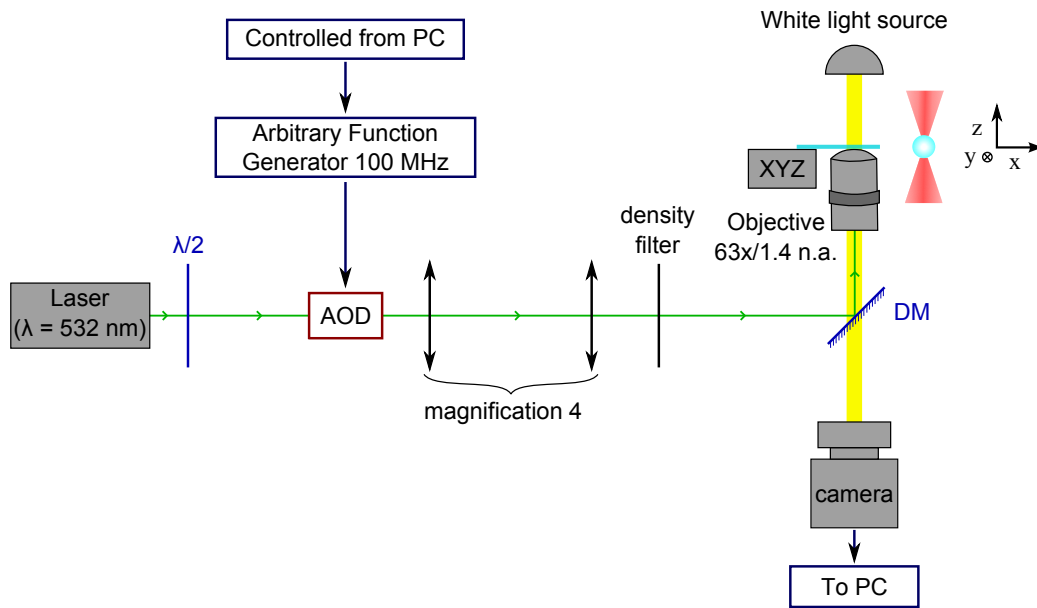 Controlled from PC
Arbitrary Function
Generator 100 MHz
White light source
z
y ⊗
x
XYZ
Objective
63x/1.4 n.a.
density
filter
λ/2
Laser
(λ = 532 nm)
AOD
DM
magnification 4
camera
To PC